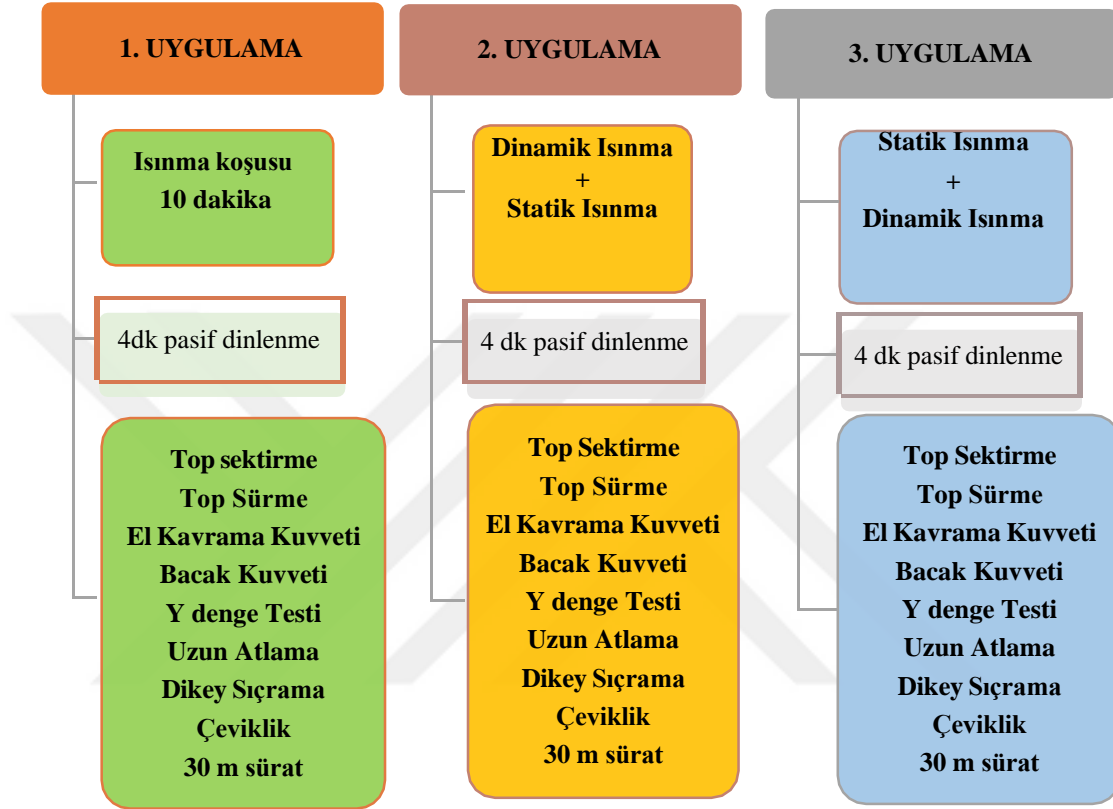 1. UYGULAMA
Isınma koşusu
10 dakika
4dk pasif dinlenme
Top sektirme
Top Sürme
El Kavrama Kuvveti
Bacak Kuvveti
Y denge Testi
Uzun Atlama
Dikey Sıçrama
Çeviklik
30 m sürat
2. UYGULAMA
Dinamik Isınma
+
Statik Isınma
4 dk pasif dinlenme
Top Sektirme
Top Sürme
El Kavrama Kuvveti
Bacak Kuvveti
Y denge Testi
Uzun Atlama
Dikey Sıçrama
Çeviklik
30 m sürat
3. UYGULAMA
Statik Isınma
+
Dinamik Isınma
4 dk pasif dinlenme
Top Sektirme
Top Sürme
El Kavrama Kuvveti
Bacak Kuvveti
Y denge Testi
Uzun Atlama
Dikey Sıçrama
Çeviklik
30 m sürat